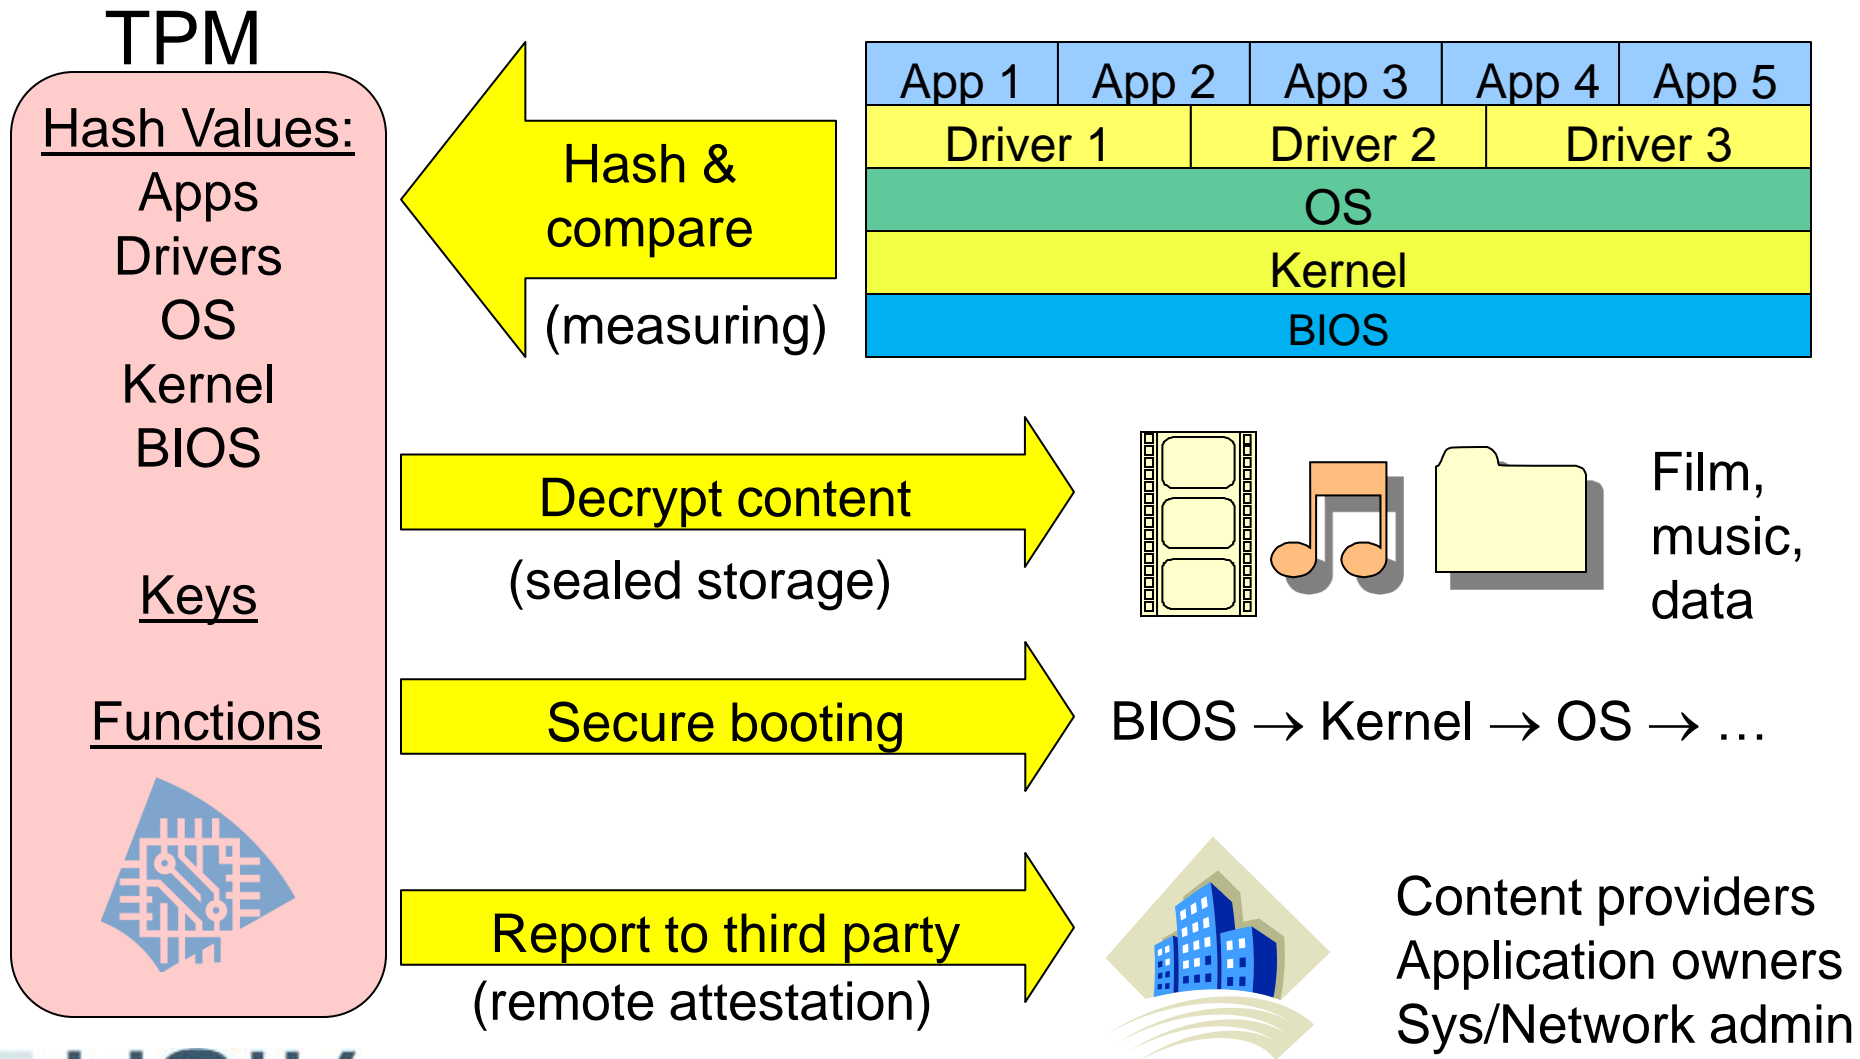 TPM
Hash Values:
Apps
Drivers
OS
Kernel
BIOS
Keys
Functions
Hash &
compare
(measuring)
App 1 App 2 App 3 App 4 App 5
Driver 1 Driver 2 Driver 3
OS
Kernel
BIOS
Decrypt content
(sealed storage)
Film,
music,
data
Secure booting
BIOS → Kernel → OS → …
Report to third party
(remote attestation)
Content providers
Application owners
Sys/Network admin